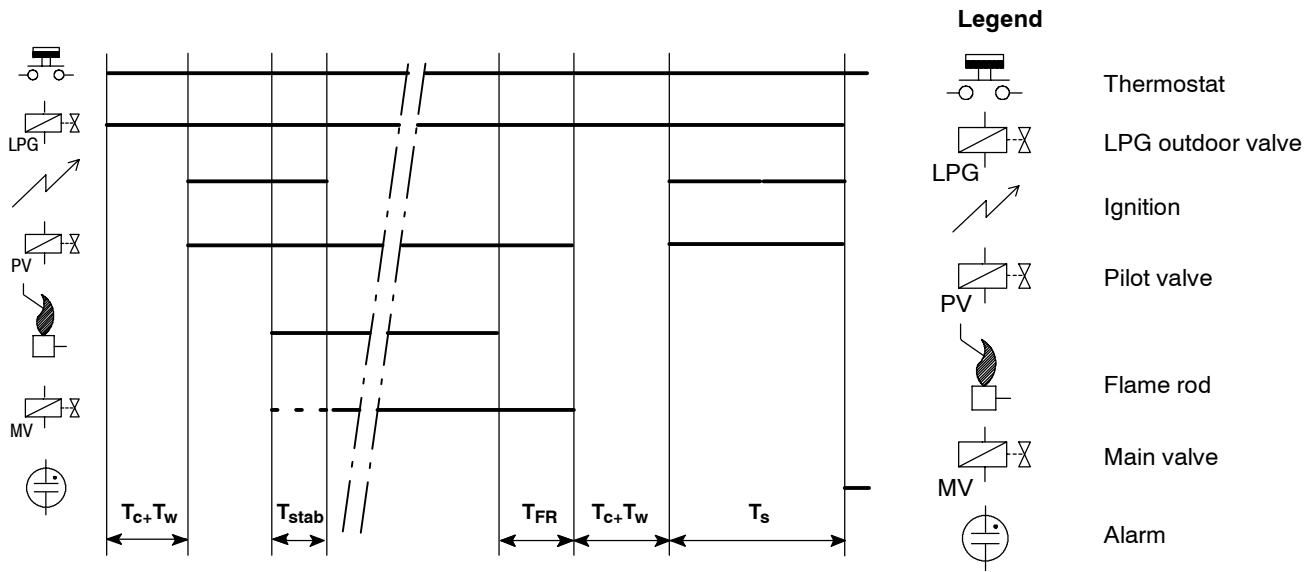 Legend
Thermostat
LPG
LPG outdoor valve
LPG
Ignition
PV
Pilot valve
PV
Flame rod
MV
Main valve
MV
Alarm
Tc+Tw
Tstab
TFR
Tc+Tw
Ts